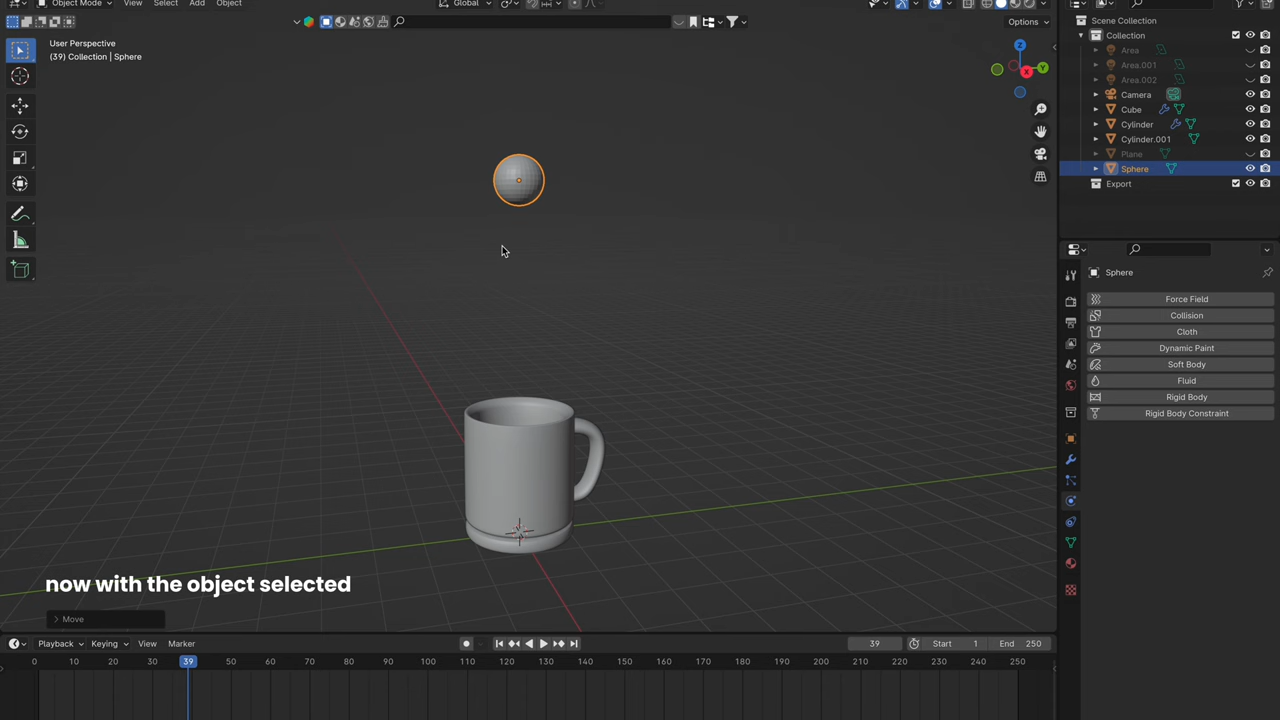 Object Mode View Select Add Object Global
Options
User Perspective
(39) Collection | Sphere
Z
Y
X
Scene Collection
Collection
Area
Area.001
Area.002
Camera
Cube
Cylinder
Cylinder.001
Plane
Sphere
Export
Sphere
Force Field
Collision
Cloth
Dynamic Paint
Soft Body
Fluid
Rigid Body
Rigid Body Constraint
now with the object selected
Move
Playback Keying View Marker 39 Start 1 End 250
0 10 20 30 39 50 60 70 80 90 100 110 120 130 140 150 160 170 180 190 200 210 220 230 240 250